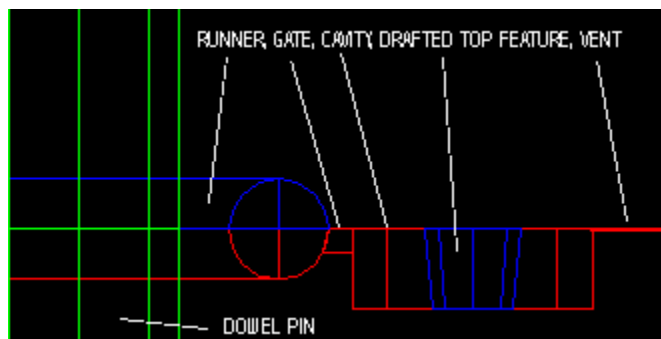 RUNNER, GATE, CAVITY, DRAFTED TOP FEATURE, VENT
DOWEL PIN